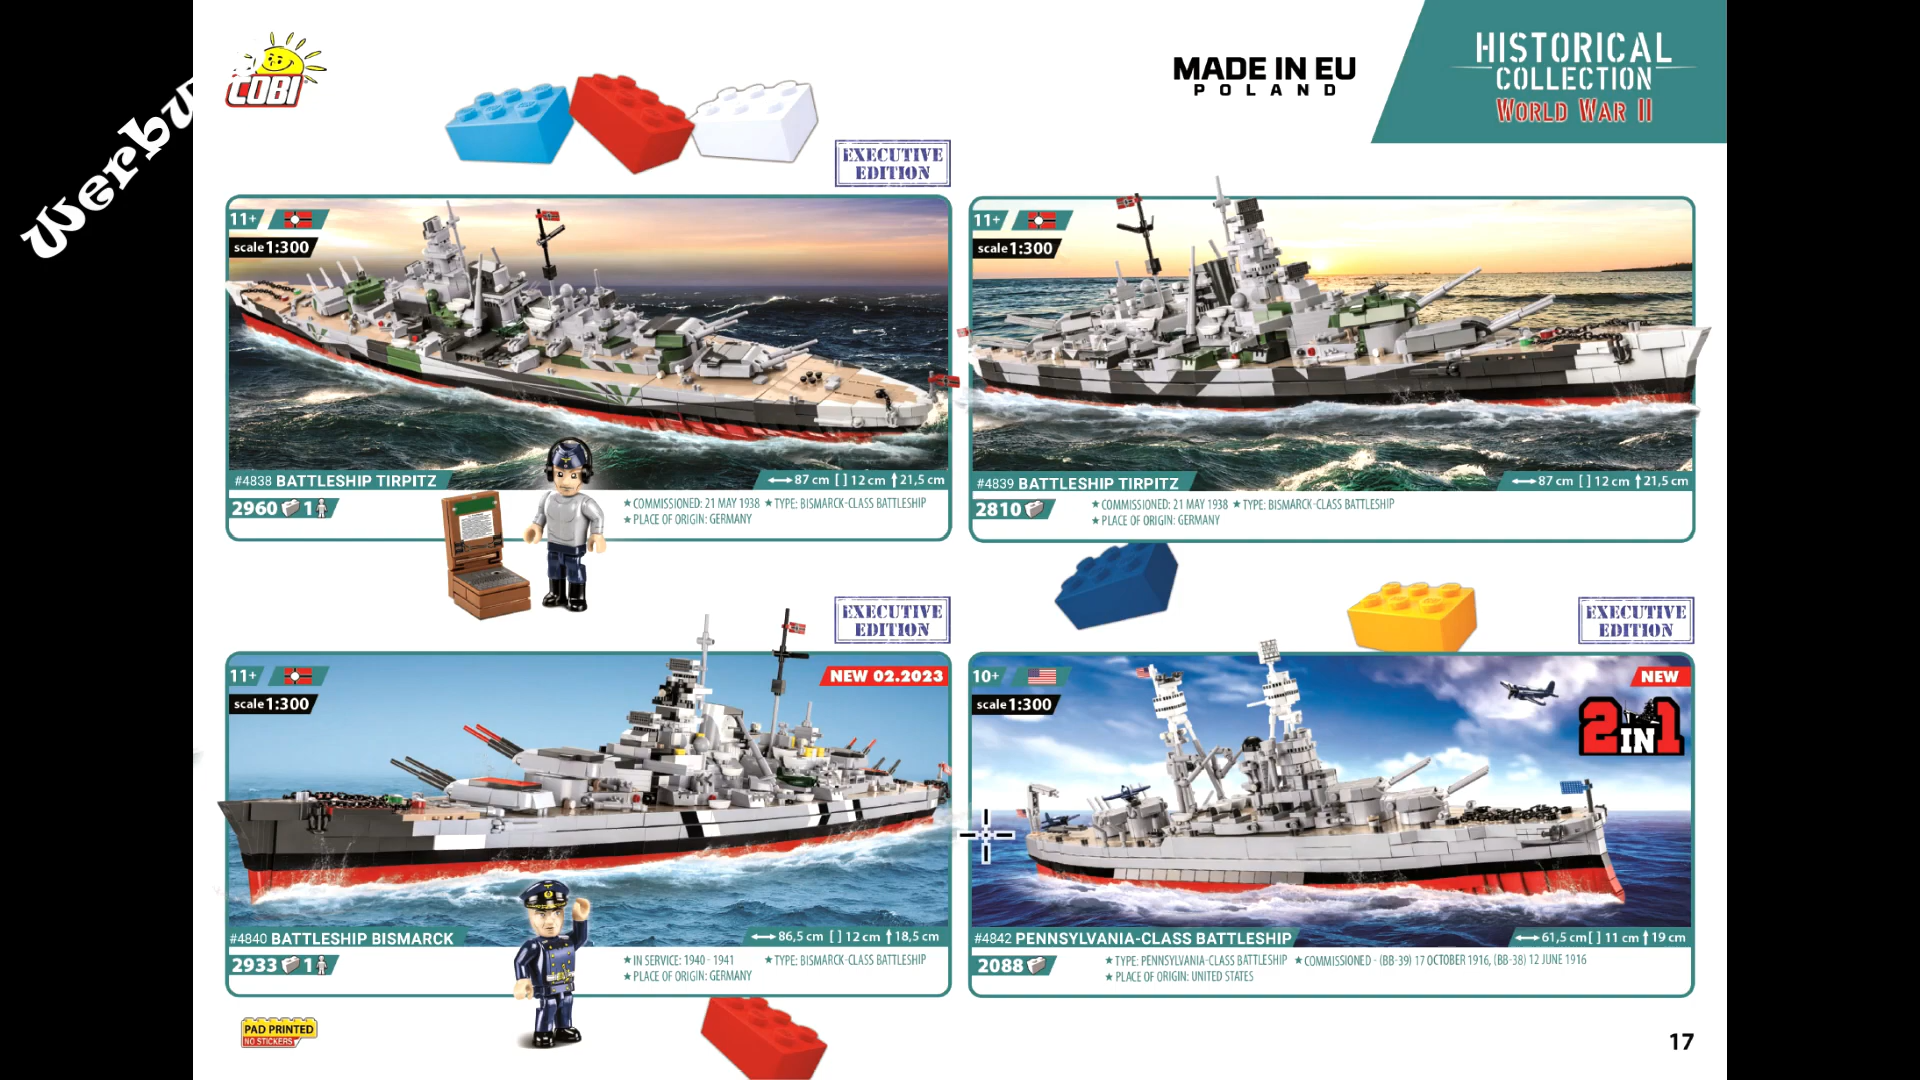 Werbu
COBI
MADE IN EU
POLAND
HISTORICAL
COLLECTION
WORLD WAR II
EXECUTIVE
EDITION
11+
scale 1:300
#4838 BATTLESHIP TIRPITZ
87 cm [ ] 12 cm 21,5 cm
2960 1
★ COMMISSIONED: 21 MAY 1938 ★ TYPE: BISMARCK-CLASS BATTLESHIP
★ PLACE OF ORIGIN: GERMANY
11+
scale 1:300
#4839 BATTLESHIP TIRPITZ
87 cm [ ] 12 cm 21,5 cm
2810
★ COMMISSIONED: 21 MAY 1938 ★ TYPE: BISMARCK-CLASS BATTLESHIP
★ PLACE OF ORIGIN: GERMANY
EXECUTIVE
EDITION
11+
NEW 02.2023
scale 1:300
#4840 BATTLESHIP BISMARCK
86,5 cm [ ] 12 cm 18,5 cm
2933 1
★ IN SERVICE: 1940 - 1941 ★ TYPE: BISMARCK-CLASS BATTLESHIP
★ PLACE OF ORIGIN: GERMANY
EXECUTIVE
EDITION
10+
NEW
scale 1:300
2 IN 1
#4842 PENNSYLVANIA-CLASS BATTLESHIP
61,5 cm [ ] 11 cm 19 cm
2088
★ TYPE: PENNSYLVANIA-CLASS BATTLESHIP ★ COMMISSIONED - (BB-39) 17 OCTOBER 1916, (BB-38) 12 JUNE 1916
★ PLACE OF ORIGIN: UNITED STATES
PAD PRINTED
NO STICKERS
17